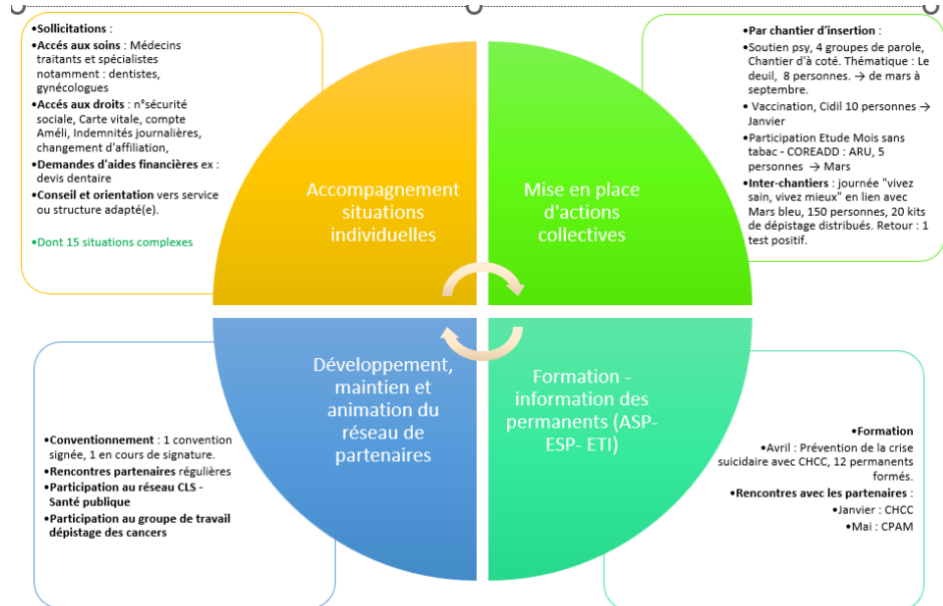 •Sollicitations :
•Accés aux soins : Médecins
traitants et spécialistes
notamment : dentistes,
gynécologues
•Accés aux droits : n°sécurité
sociale, Carte vitale, compte
Améli, Indemnités journalières,
changement d'affiliation,
•Demandes d'aides financières ex :
devis dentaire
•Conseil et orientation vers service
ou structure adapté(e).
•Dont 15 situations complexes
Accompagnement
situations
individuelles
Mise en place
d'actions
collectives
•Par chantier d'insertion :
•Soutien psy, 4 groupes de parole,
Chantier d'à coté. Thématique : Le
deuil, 8 personnes. → de mars à
septembre.
• Vaccination, Cidil 10 personnes →
Janvier
•Participation Etude Mois sans
tabac - COREADD : ARU, 5
personnes → Mars
•Inter-chantiers : journée "vivez
sain, vivez mieux" en lien avec
Mars bleu, 150 personnes, 20 kits
de dépistage distribués. Retour : 1
test positif.
•Conventionnement : 1 convention
signée, 1 en cours de signature.
•Rencontres partenaires régulières
•Participation au réseau CLS -
Santé publique
•Participation au groupe de travail
dépistage des cancers
Développement,
maintien et
animation du
réseau de
partenaires
Formation -
information des
permanents (ASP-
ESP- ETI)
•Formation
•Avril : Prévention de la crise
suicidaire avec CHCC, 12 permanents
formés.
•Rencontres avec les partenaires :
•Janvier : CHCC
•Mai : CPAM